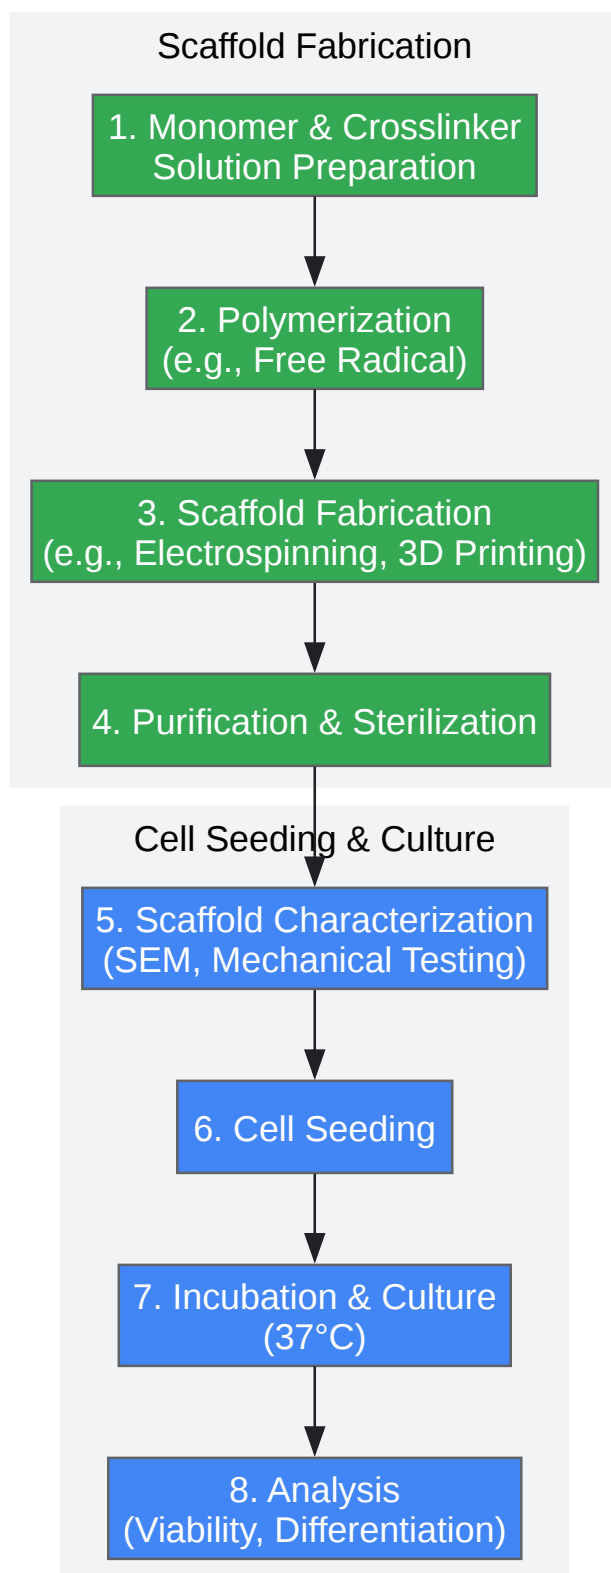 Scaffold Fabrication
1. Monomer & Crosslinker
Solution Preparation
2. Polymerization
(e.g., Free Radical)
3. Scaffold Fabrication
(e.g., Electrospinning, 3D Printing)
4. Purification & Sterilization
Cell Seeding & Culture
5. Scaffold Characterization
(SEM, Mechanical Testing)
6. Cell Seeding
7. Incubation & Culture
(37°C)
8. Analysis
(Viability, Differentiation)